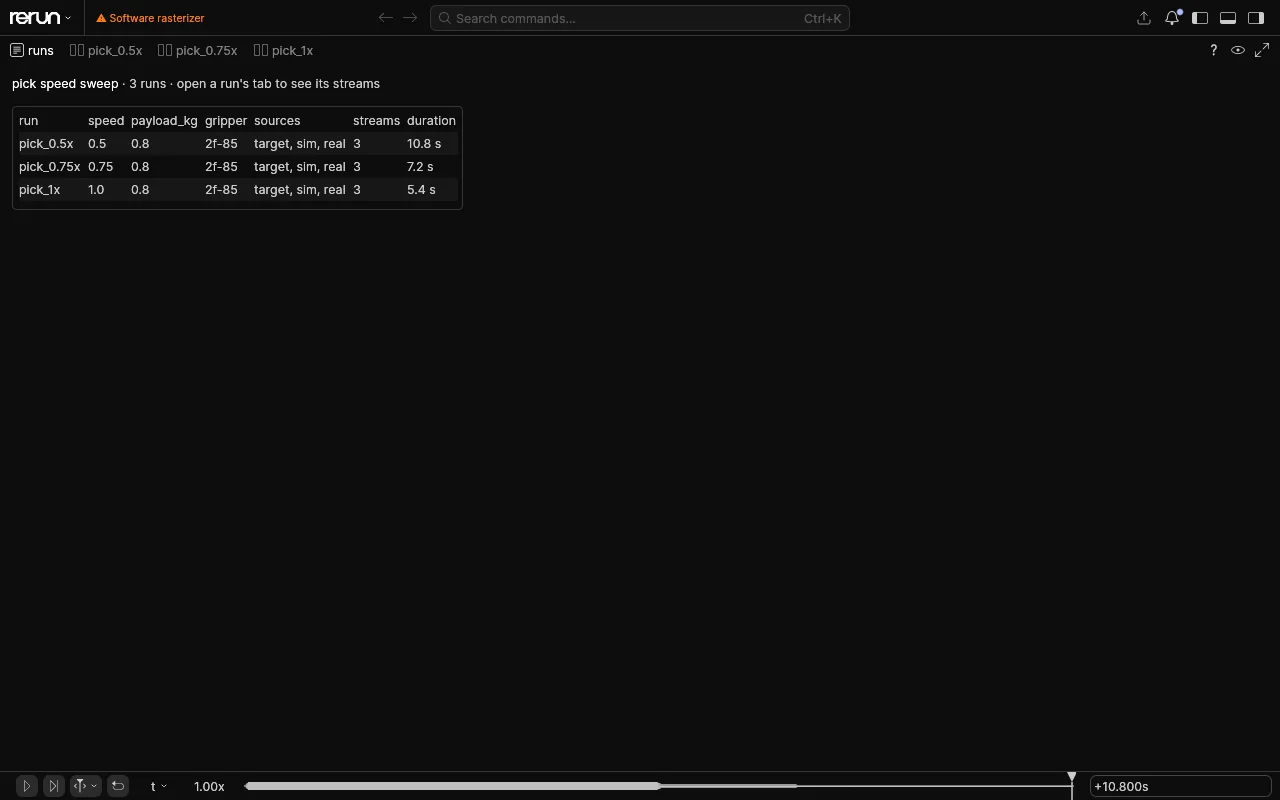 rerun
Software rasterizer
Search commands...
Ctrl+K
runs
pick_0.5x
pick_0.75x
pick_1x
?
pick speed sweep · 3 runs · open a run's tab to see its streams
run speed payload_kg gripper sources streams duration
pick_0.5x 0.5 0.8 2f-85 target, sim, real 3 10.8 s
pick_0.75x 0.75 0.8 2f-85 target, sim, real 3 7.2 s
pick_1x 1.0 0.8 2f-85 target, sim, real 3 5.4 s
t
1.00x
+10.800s